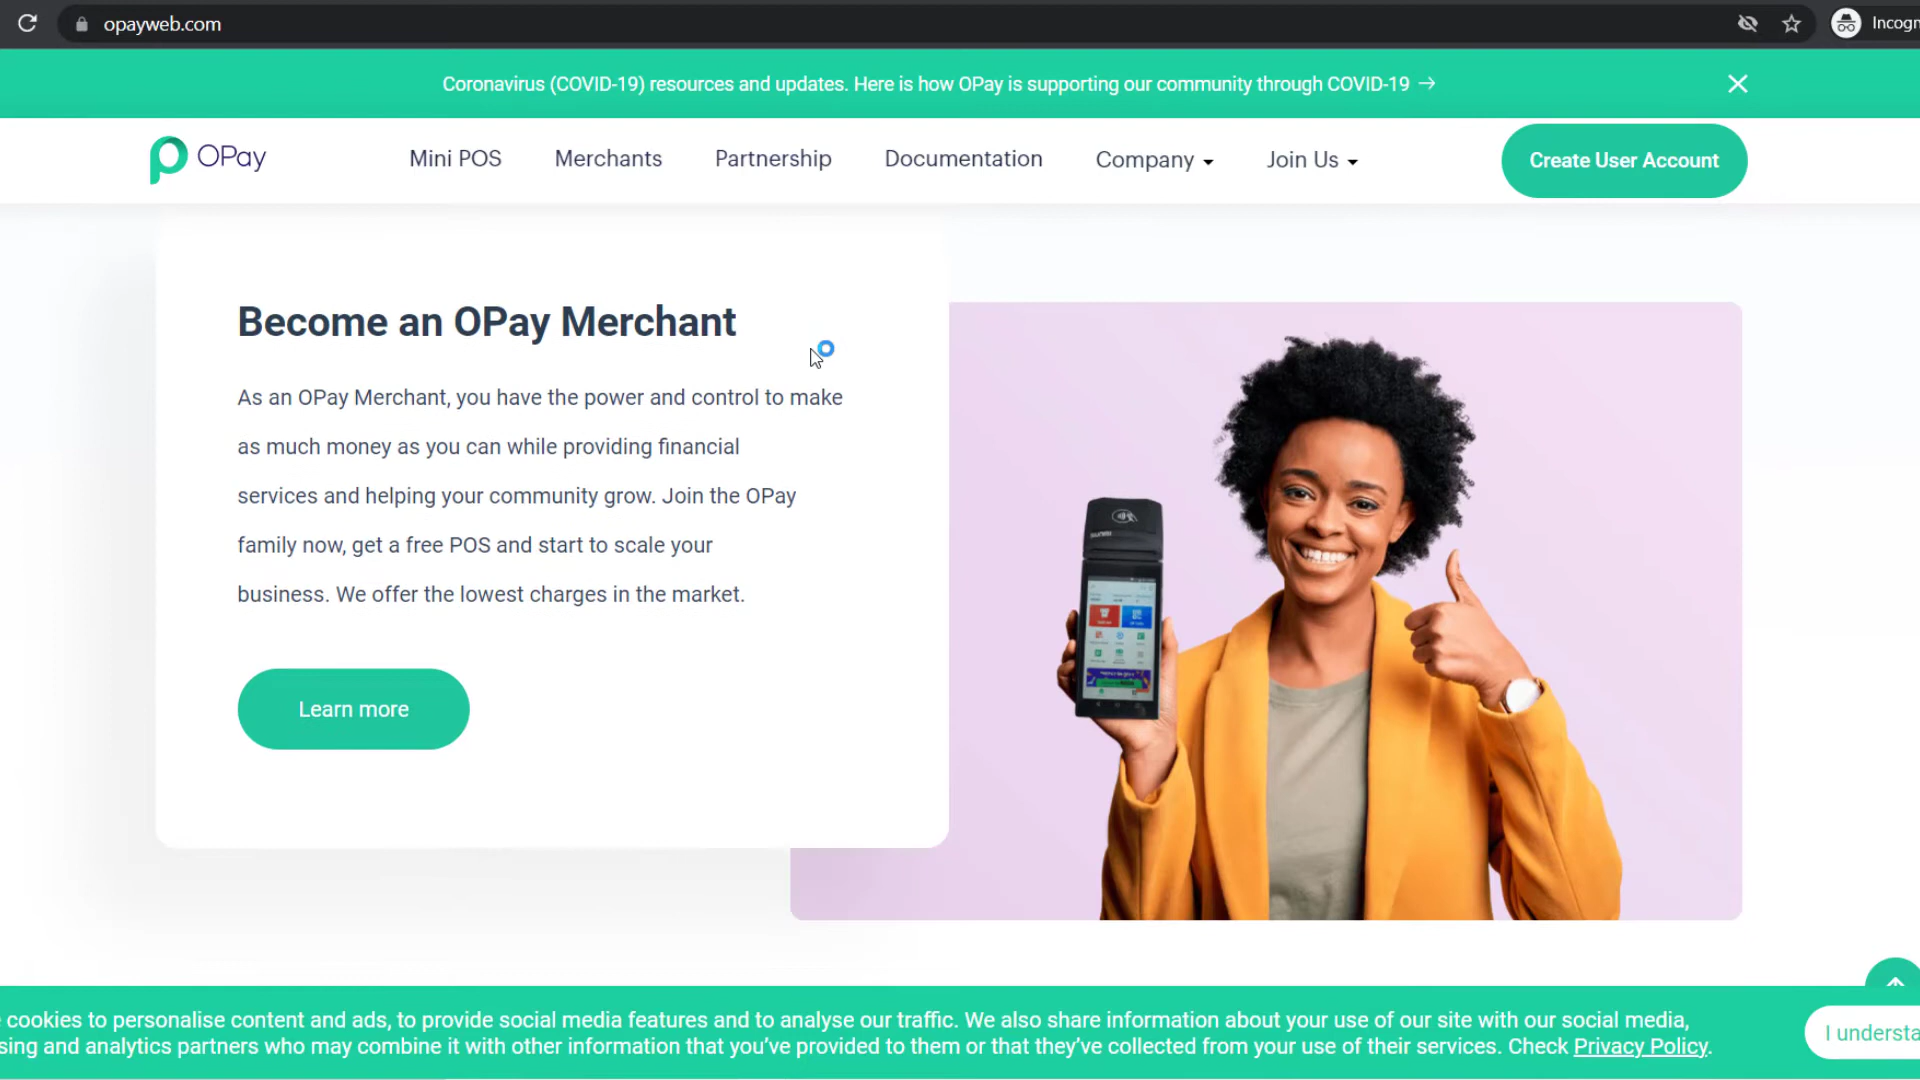 opayweb.com
Incogn
Coronavirus (COVID-19) resources and updates. Here is how OPay is supporting our community through COVID-19 →
OPay
Mini POS
Merchants
Partnership
Documentation
Company
Join Us
Create User Account
Become an OPay Merchant
As an OPay Merchant, you have the power and control to make
as much money as you can while providing financial
services and helping your community grow. Join the OPay
family now, get a free POS and start to scale your
business. We offer the lowest charges in the market.
Learn more
cookies to personalise content and ads, to provide social media features and to analyse our traffic. We also share information about your use of our site with our social media,
sing and analytics partners who may combine it with other information that you've provided to them or that they've collected from your use of their services. Check Privacy Policy.
I understa